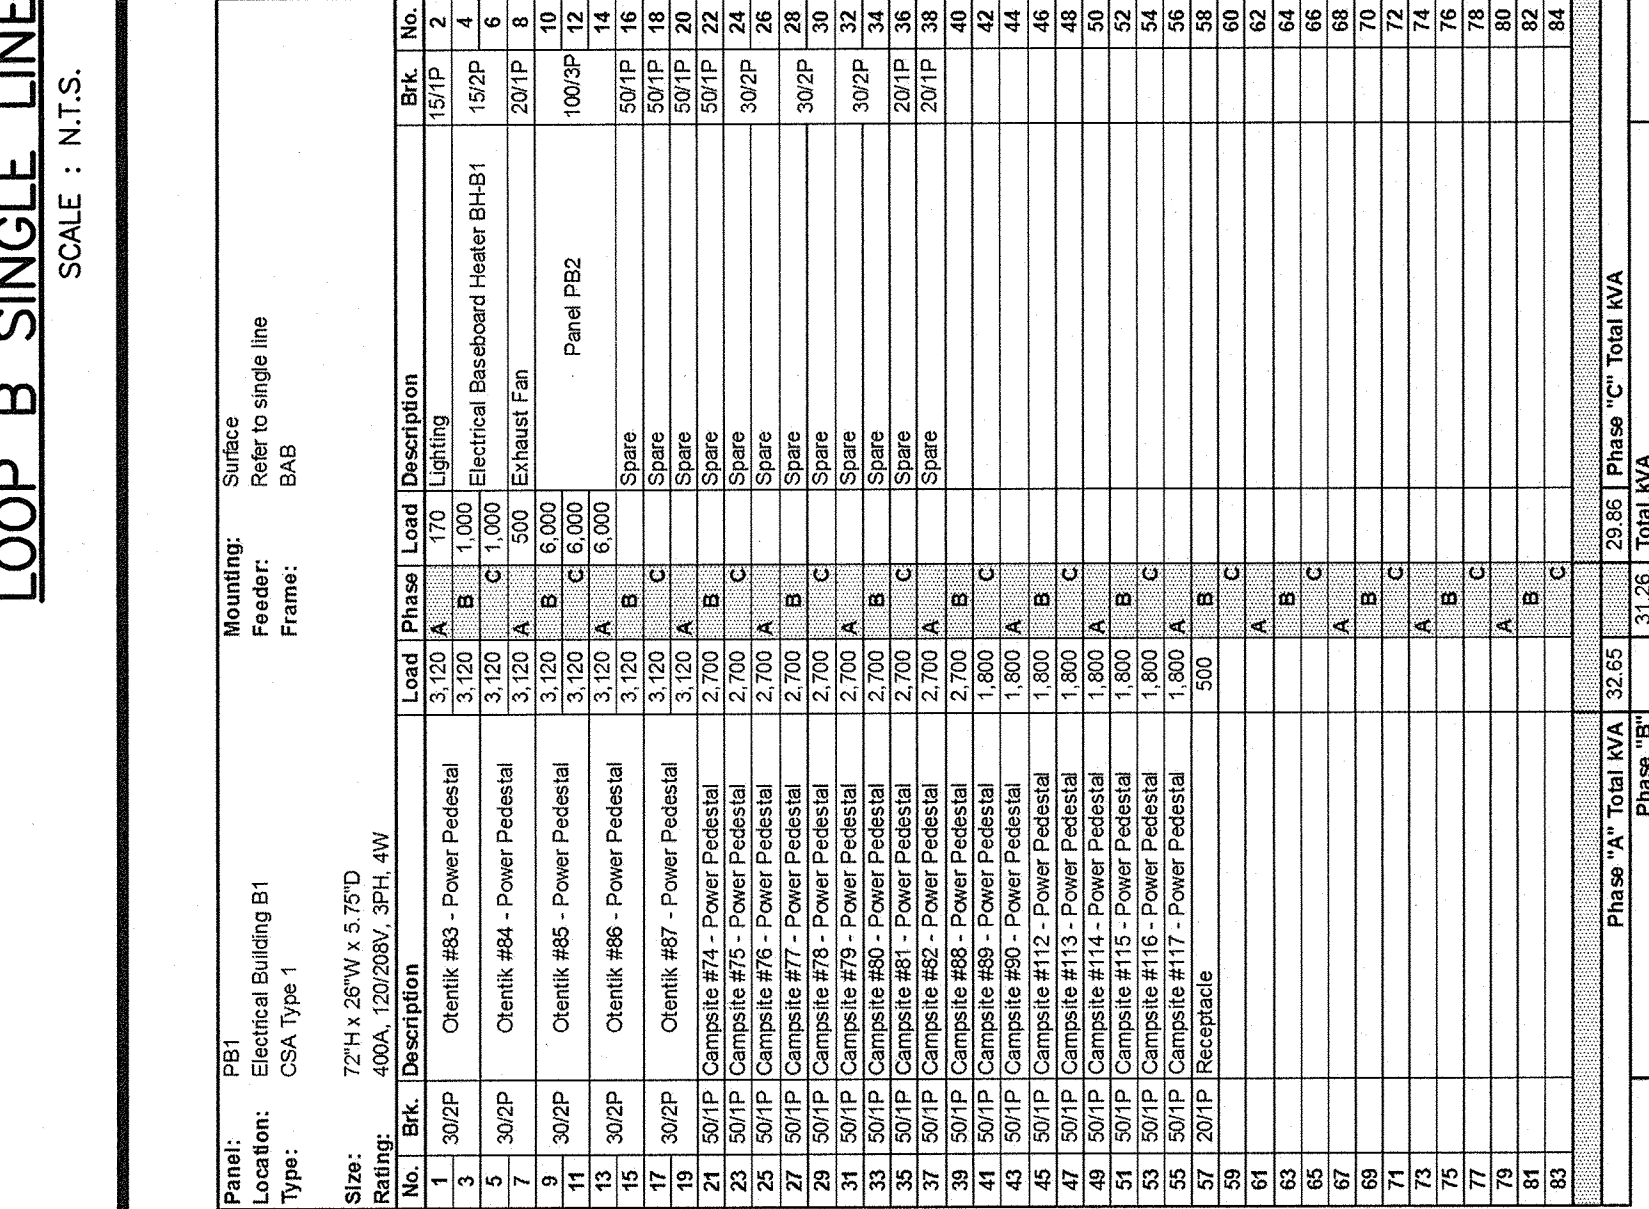 LOOP B SINGLE LINE
SCALE : N.T.S.
Panel: PB1 Mounting: Surface
Location: Electrical Building B1 Feeder: Refer to single line
Type: CSA Type 1 Frame: BAB
Size: 72"H x 26"W x 5.75"D
Rating: 400A, 120/208V, 3PH, 4W
No. Brk. Description Load Phase Load Description Brk. No.
1 30/2P Otentik #83 - Power Pedestal 3,120 A 170 Lighting 15/1P 2
3 3,120 B 1,000 Electrical Baseboard Heater BH-B1 15/2P 4
5 30/2P Otentik #84 - Power Pedestal 3,120 C 1,000 6
7 3,120 A 500 Exhaust Fan 20/1P 8
9 30/2P Otentik #85 - Power Pedestal 3,120 B 6,000 10
11 3,120 C 6,000 Panel PB2 100/3P 12
13 30/2P Otentik #86 - Power Pedestal 3,120 A 6,000 14
15 3,120 B Spare 50/1P 16
17 30/2P Otentik #87 - Power Pedestal 3,120 C Spare 50/1P 18
19 3,120 A Spare 50/1P 20
21 50/1P Campsite #74 - Power Pedestal 2,700 B Spare 50/1P 22
23 50/1P Campsite #75 - Power Pedestal 2,700 C Spare 30/2P 24
25 50/1P Campsite #76 - Power Pedestal 2,700 A Spare 26
27 50/1P Campsite #77 - Power Pedestal 2,700 B Spare 30/2P 28
29 50/1P Campsite #78 - Power Pedestal 2,700 C Spare 30
31 50/1P Campsite #79 - Power Pedestal 2,700 A Spare 30/2P 32
33 50/1P Campsite #80 - Power Pedestal 2,700 B Spare 34
35 50/1P Campsite #81 - Power Pedestal 2,700 C Spare 20/1P 36
37 50/1P Campsite #82 - Power Pedestal 2,700 A Spare 20/1P 38
39 50/1P Campsite #88 - Power Pedestal 2,700 B 40
41 50/1P Campsite #89 - Power Pedestal 1,800 C 42
43 50/1P Campsite #90 - Power Pedestal 1,800 A 44
45 50/1P Campsite #112 - Power Pedestal 1,800 B 46
47 50/1P Campsite #113 - Power Pedestal 1,800 C 48
49 50/1P Campsite #114 - Power Pedestal 1,800 A 50
51 50/1P Campsite #115 - Power Pedestal 1,800 B 52
53 50/1P Campsite #116 - Power Pedestal 1,800 C 54
55 50/1P Campsite #117 - Power Pedestal 1,800 A 56
57 20/1P Receptacle 500 B 58
59 C 60
61 A 62
63 B 64
65 C 66
67 A 68
69 B 70
71 C 72
73 A 74
75 B 76
77 C 78
79 A 80
81 B 82
83 C 84
Phase "A" Total kVA 32.65 29.86 Phase "C" Total kVA
Phase "B" 31.26 Total kVA